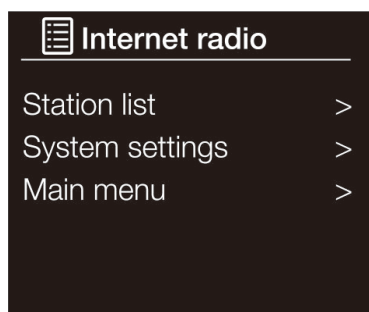 Internet radio
Station list >
System settings >
Main menu >